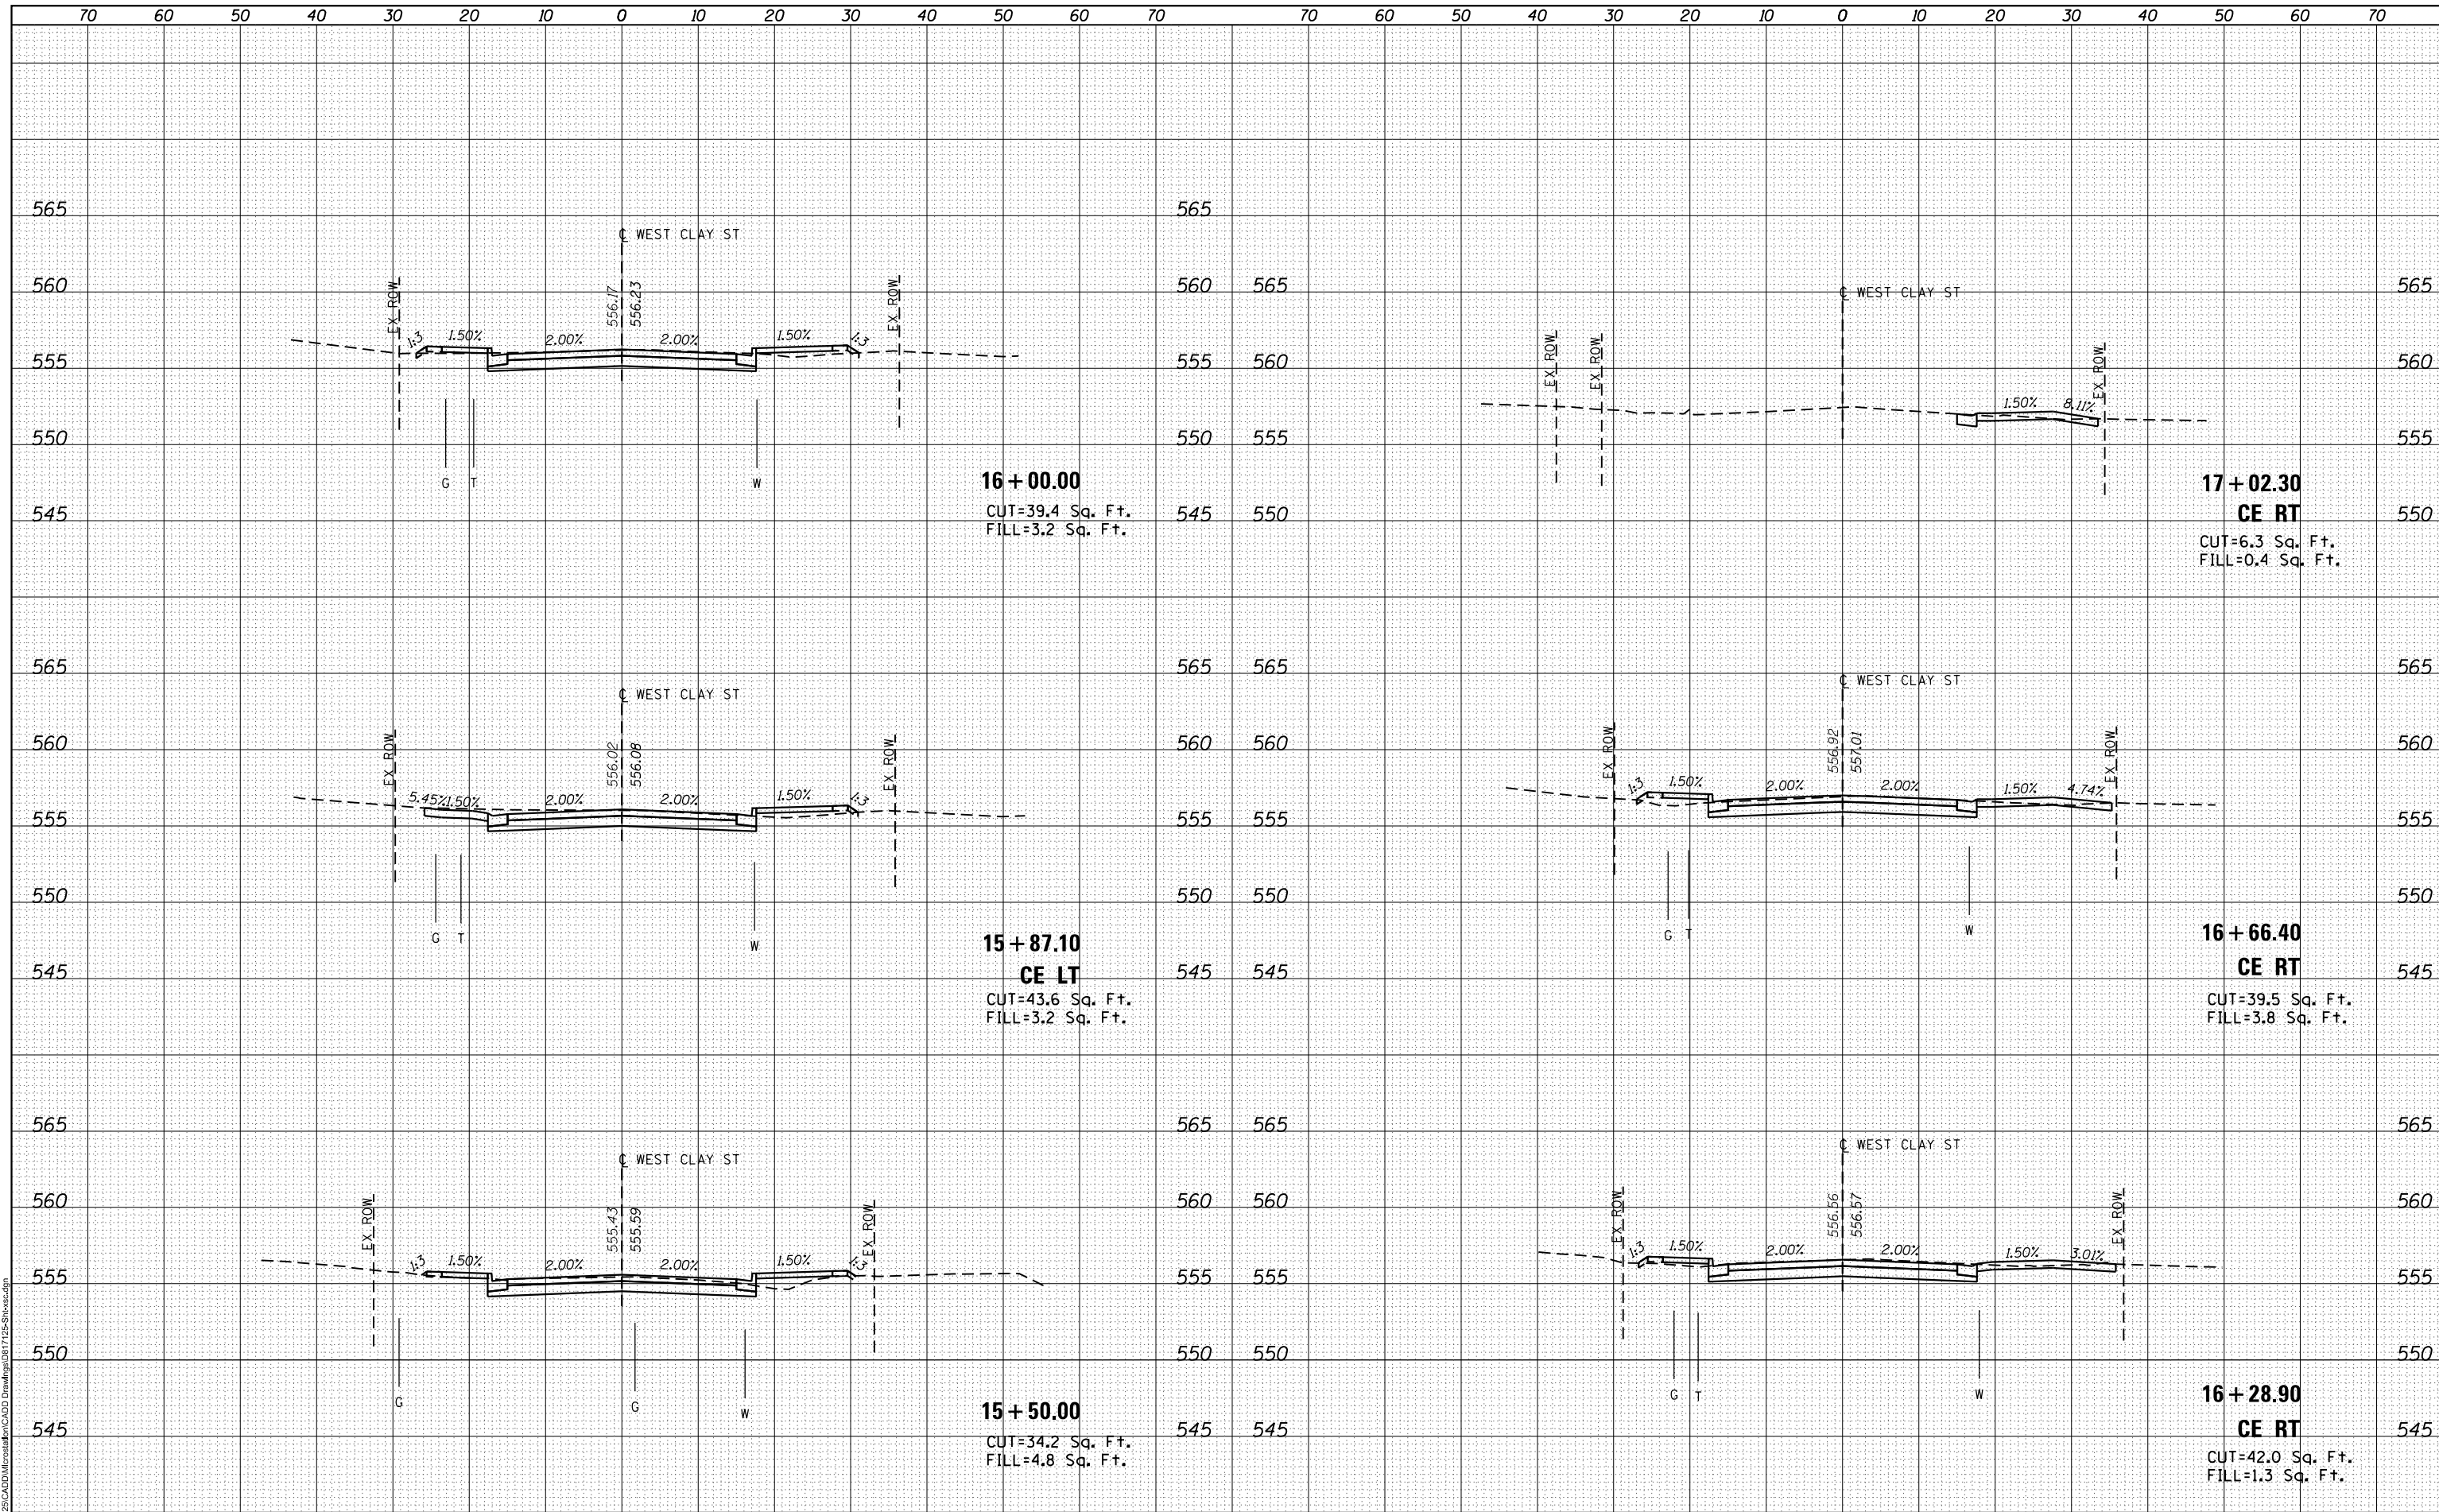 70 60 50 40 30 20 10 0 10 20 30 40 50 60 70 70 60 50 40 30 20 10 0 10 20 30 40 50 60 70
565 565
℄ WEST CLAY ST
560 560
EX ROW
556.17
556.23
EX ROW
1:3 1.50% 2.00% 2.00% 1.50% 1:3
555 555
550 550
G T W
16+00.00
CUT=39.4 Sq. Ft.
FILL=3.2 Sq. Ft.
545 545
565 565
℄ WEST CLAY ST
560 560
EX ROW
556.02
556.08
EX ROW
5.45% 1.50% 2.00% 2.00% 1.50% 1:3
555 555
550 550
G T W
15+87.10
CE LT
CUT=43.6 Sq. Ft.
FILL=3.2 Sq. Ft.
545 545
565 565
℄ WEST CLAY ST
560 560
EX ROW
555.43
555.59
EX ROW
1:3 1.50% 2.00% 2.00% 1.50% 1:3
555 555
550 550
G G W
15+50.00
CUT=34.2 Sq. Ft.
FILL=4.8 Sq. Ft.
545 545
565 565
℄ WEST CLAY ST
560
EX ROW
EX ROW
EX ROW
1.50% 8.11%
555 555
17+02.30
CE RT
CUT=6.3 Sq. Ft.
FILL=0.4 Sq. Ft.
550 550
565
℄ WEST CLAY ST
560 560
EX ROW
556.92
557.01
EX ROW
1:3 1.50% 2.00% 2.00% 1.50% 4.74%
555 555
550 550
G T W
16+66.40
CE RT
CUT=39.5 Sq. Ft.
FILL=3.8 Sq. Ft.
545 545
565
℄ WEST CLAY ST
560
EX ROW
556.56
556.57
EX ROW
1:3 1.50% 2.00% 2.00% 1.50% 3.01%
555
550
G T W
16+28.90
CE RT
CUT=42.0 Sq. Ft.
FILL=1.3 Sq. Ft.
545
25\CADD\Microstation\CADD Drawings\D817125-Sht-xsc.dgn